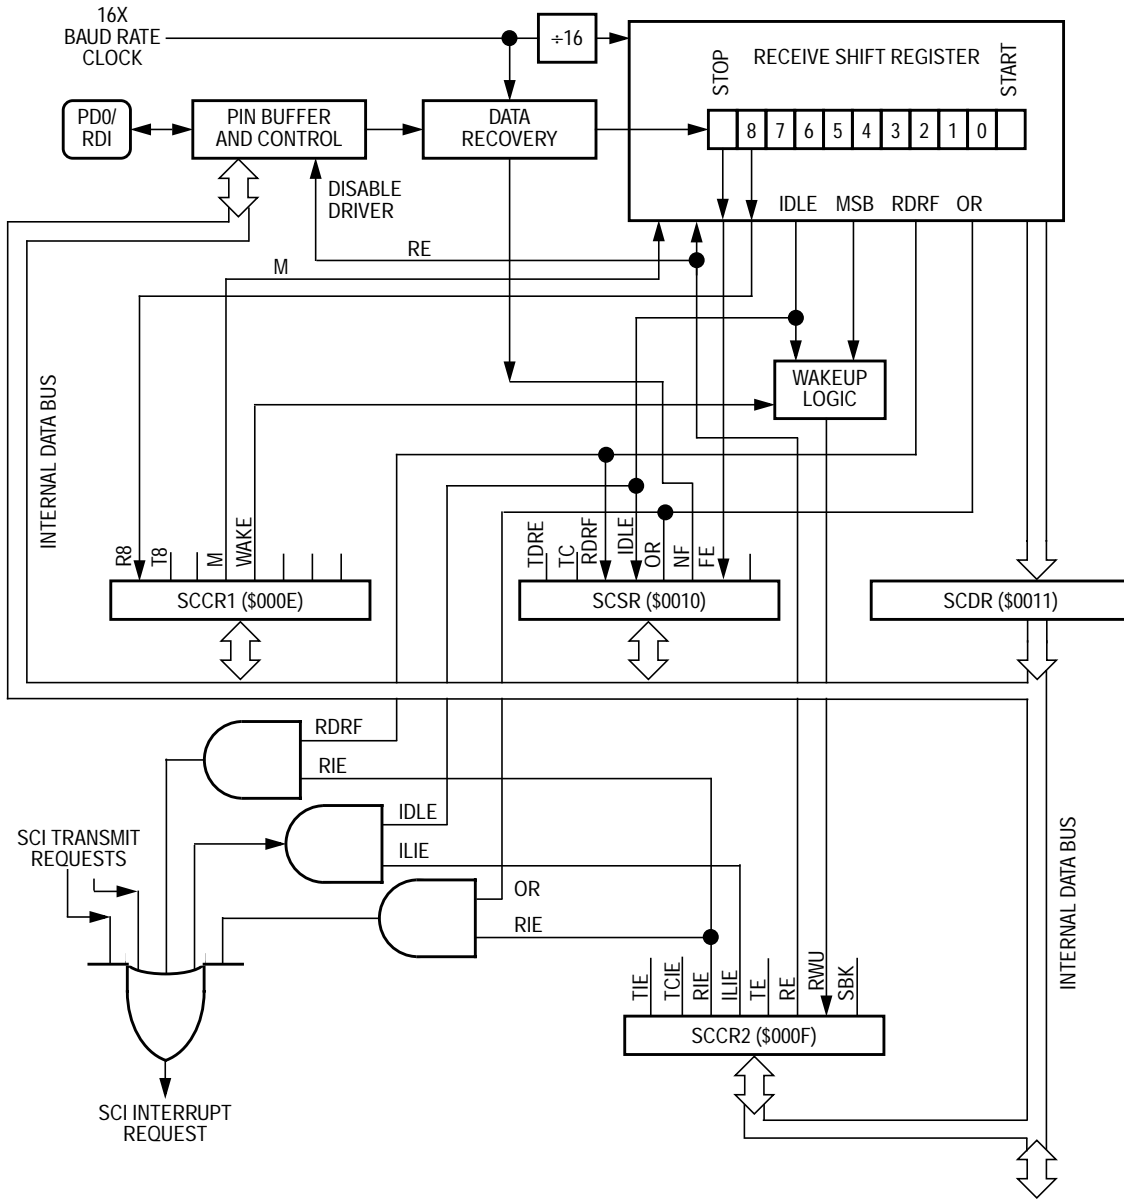 16X
BAUD RATE
CLOCK
÷16
RECEIVE SHIFT REGISTER
STOP
START
8 7 6 5 4 3 2 1 0
PD0/
RDI
PIN BUFFER
AND CONTROL
DATA
RECOVERY
DISABLE
DRIVER
IDLE MSB RDRF OR
RE
M
WAKEUP
LOGIC
INTERNAL DATA BUS
R8
T8
M
WAKE
TDRE
TC
RDRF
IDLE
OR
NF
FE
SCCR1 ($000E)
SCSR ($0010)
SCDR ($0011)
RDRF
RIE
IDLE
ILIE
OR
RIE
SCI TRANSMIT
REQUESTS
INTERNAL DATA BUS
TIE
TCIE
RIE
ILIE
TE
RE
RWU
SBK
SCCR2 ($000F)
SCI INTERRUPT
REQUEST